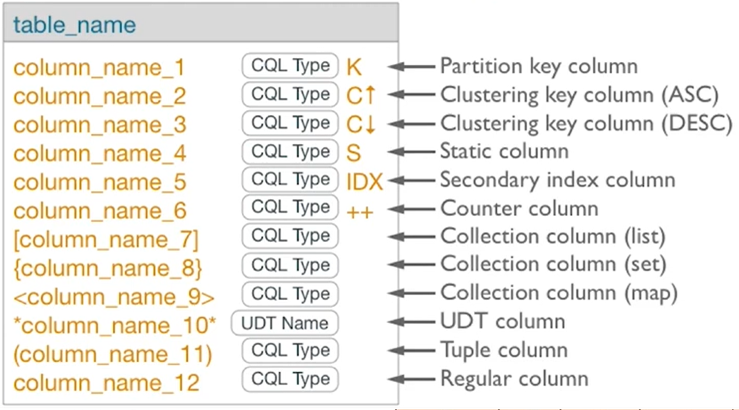 table_name
column_name_1 CQL Type K Partition key column
column_name_2 CQL Type C↑ Clustering key column (ASC)
column_name_3 CQL Type C↓ Clustering key column (DESC)
column_name_4 CQL Type S Static column
column_name_5 CQL Type IDX Secondary index column
column_name_6 CQL Type ++ Counter column
[column_name_7] CQL Type Collection column (list)
{column_name_8} CQL Type Collection column (set)
<column_name_9> CQL Type Collection column (map)
*column_name_10* UDT Name UDT column
(column_name_11) CQL Type Tuple column
column_name_12 CQL Type Regular column